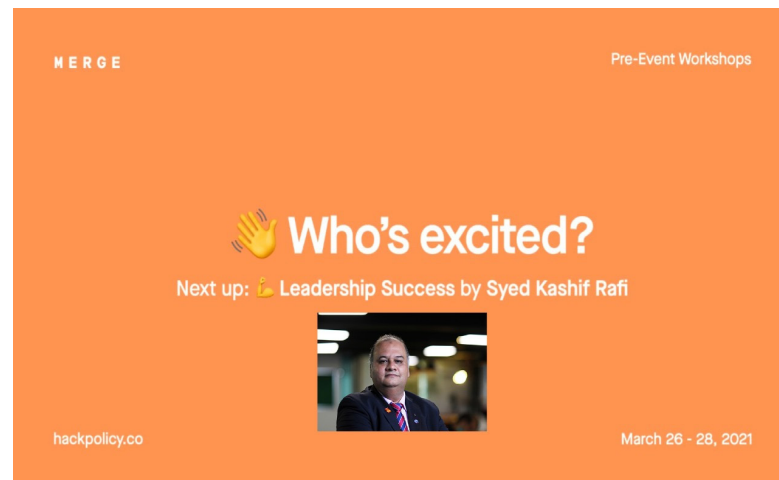 MERGE
Pre-Event Workshops
👋 Who's excited?
Next up: 💪 Leadership Success by Syed Kashif Rafi
hackpolicy.co
March 26 - 28, 2021